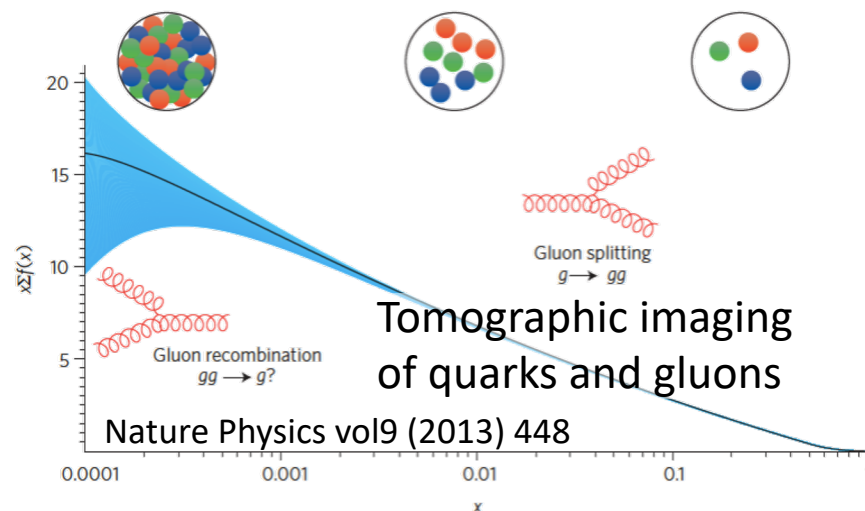 20
15
10
5
xΣf(x)
Gluon splitting
g → gg
Tomographic imaging
of quarks and gluons
Gluon recombination
gg → g?
Nature Physics vol9 (2013) 448
0.0001 0.001 0.01 0.1
x